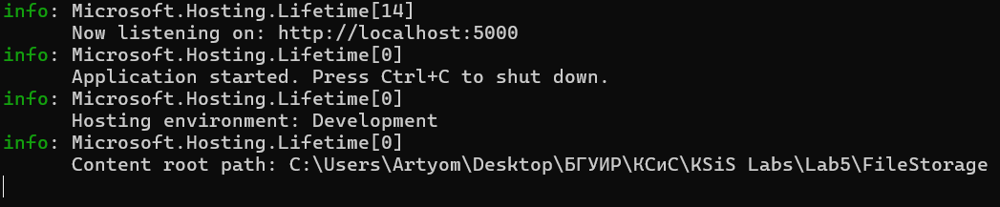 info: Microsoft.Hosting.Lifetime[14]
Now listening on: http://localhost:5000
info: Microsoft.Hosting.Lifetime[0]
Application started. Press Ctrl+C to shut down.
info: Microsoft.Hosting.Lifetime[0]
Hosting environment: Development
info: Microsoft.Hosting.Lifetime[0]
Content root path: C:\Users\Artyom\Desktop\БГУИР\КСиС\KSiS Labs\Lab5\FileStorage